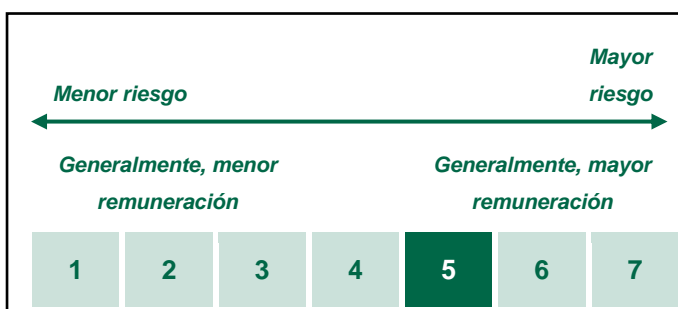 Mayor
Menor riesgo riesgo
Generalmente, menor Generalmente, mayor
remuneración remuneración
1 2 3 4 5 6 7